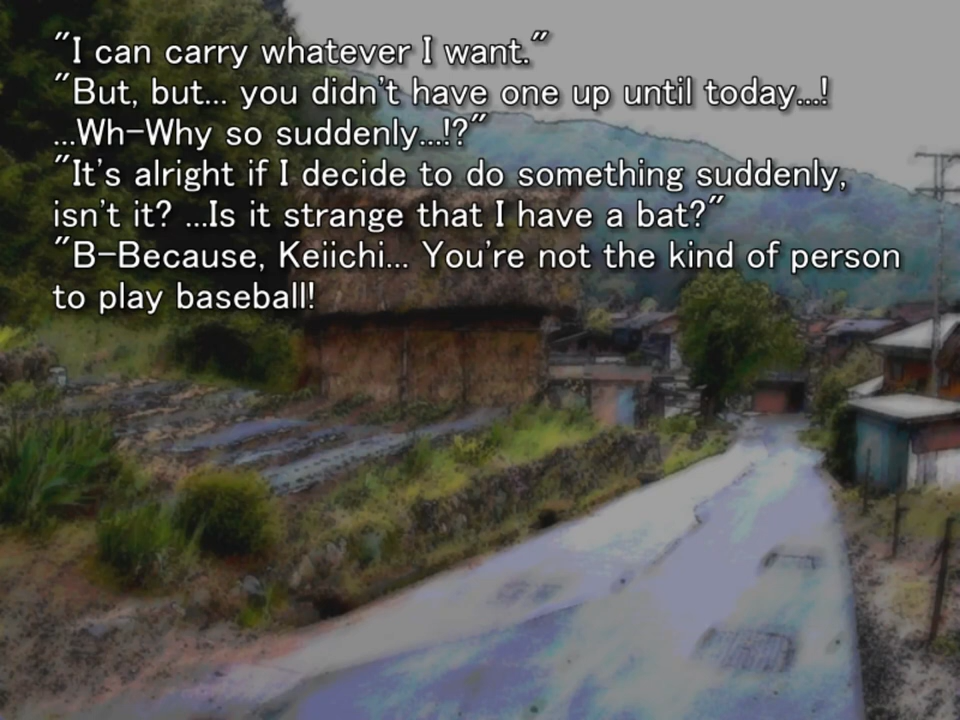 "I can carry whatever I want."
"But, but... you didn't have one up until today...!
...Wh-Why so suddenly...!?"
"It's alright if I decide to do something suddenly,
isn't it? ...Is it strange that I have a bat?"
"B-Because, Keiichi... You're not the kind of person
to play baseball!